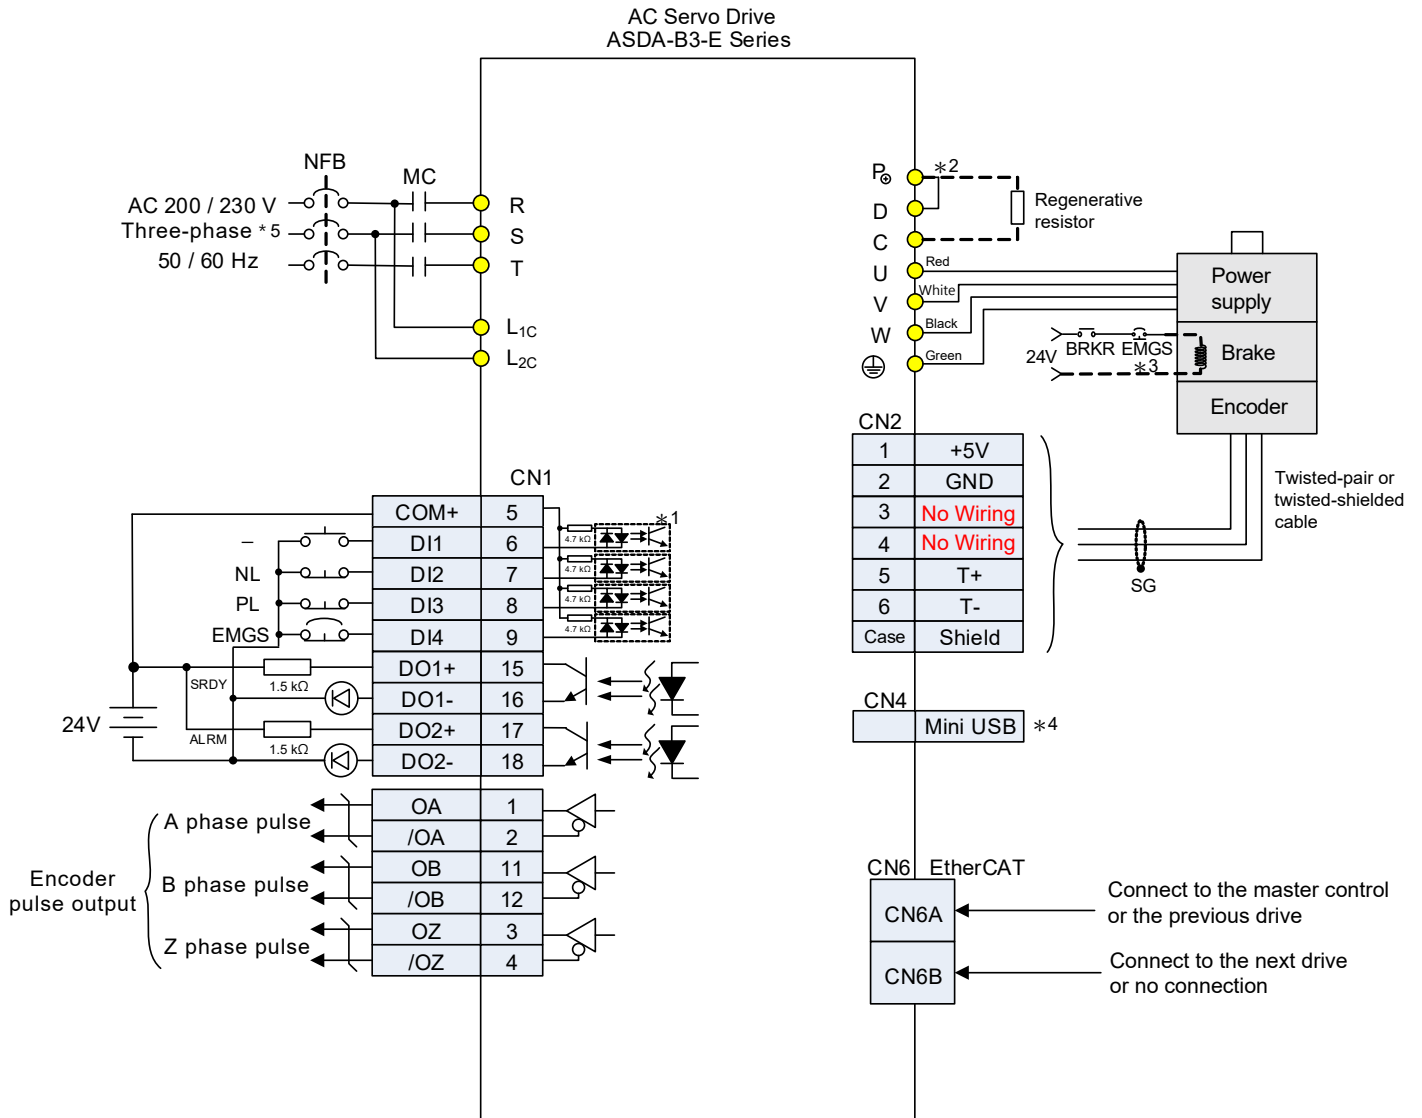 AC Servo Drive
ASDA-B3-E Series
NFB
MC
AC 200 / 230 V
Three-phase *5
50 / 60 Hz
R
S
T
L1C
L2C
P⊕
*2
D
C
U
V
W
Regenerative
resistor
Red
White
Black
Green
Power
supply
Brake
Encoder
24V
BRKR
EMGS
*3
CN2
1 +5V
2 GND
3 No Wiring
4 No Wiring
5 T+
6 T-
Case Shield
Twisted-pair or
twisted-shielded
cable
SG
CN4
Mini USB *4
CN6 EtherCAT
CN6A
CN6B
Connect to the master control
or the previous drive
Connect to the next drive
or no connection
CN1
COM+ 5
– DI1 6
NL DI2 7
PL DI3 8
EMGS DI4 9
*1
4.7 kΩ
4.7 kΩ
4.7 kΩ
4.7 kΩ
SRDY 1.5 kΩ DO1+ 15
DO1- 16
24V
ALRM 1.5 kΩ DO2+ 17
DO2- 18
Encoder
pulse output
A phase pulse
B phase pulse
Z phase pulse
OA 1
/OA 2
OB 11
/OB 12
OZ 3
/OZ 4